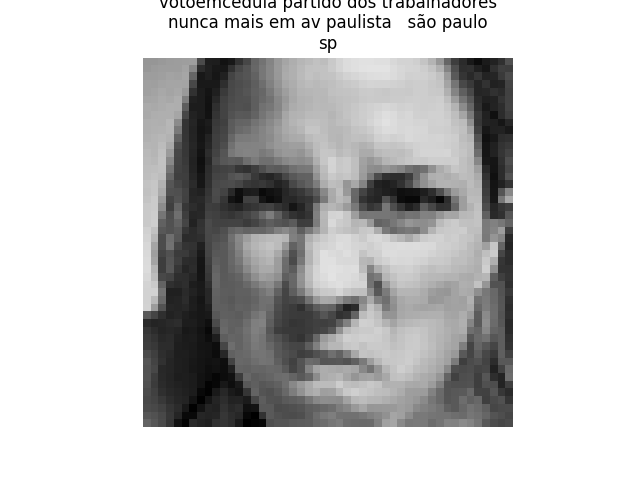 votoemcedula partido dos trabalhadores
nunca mais em av paulista   são paulo
sp